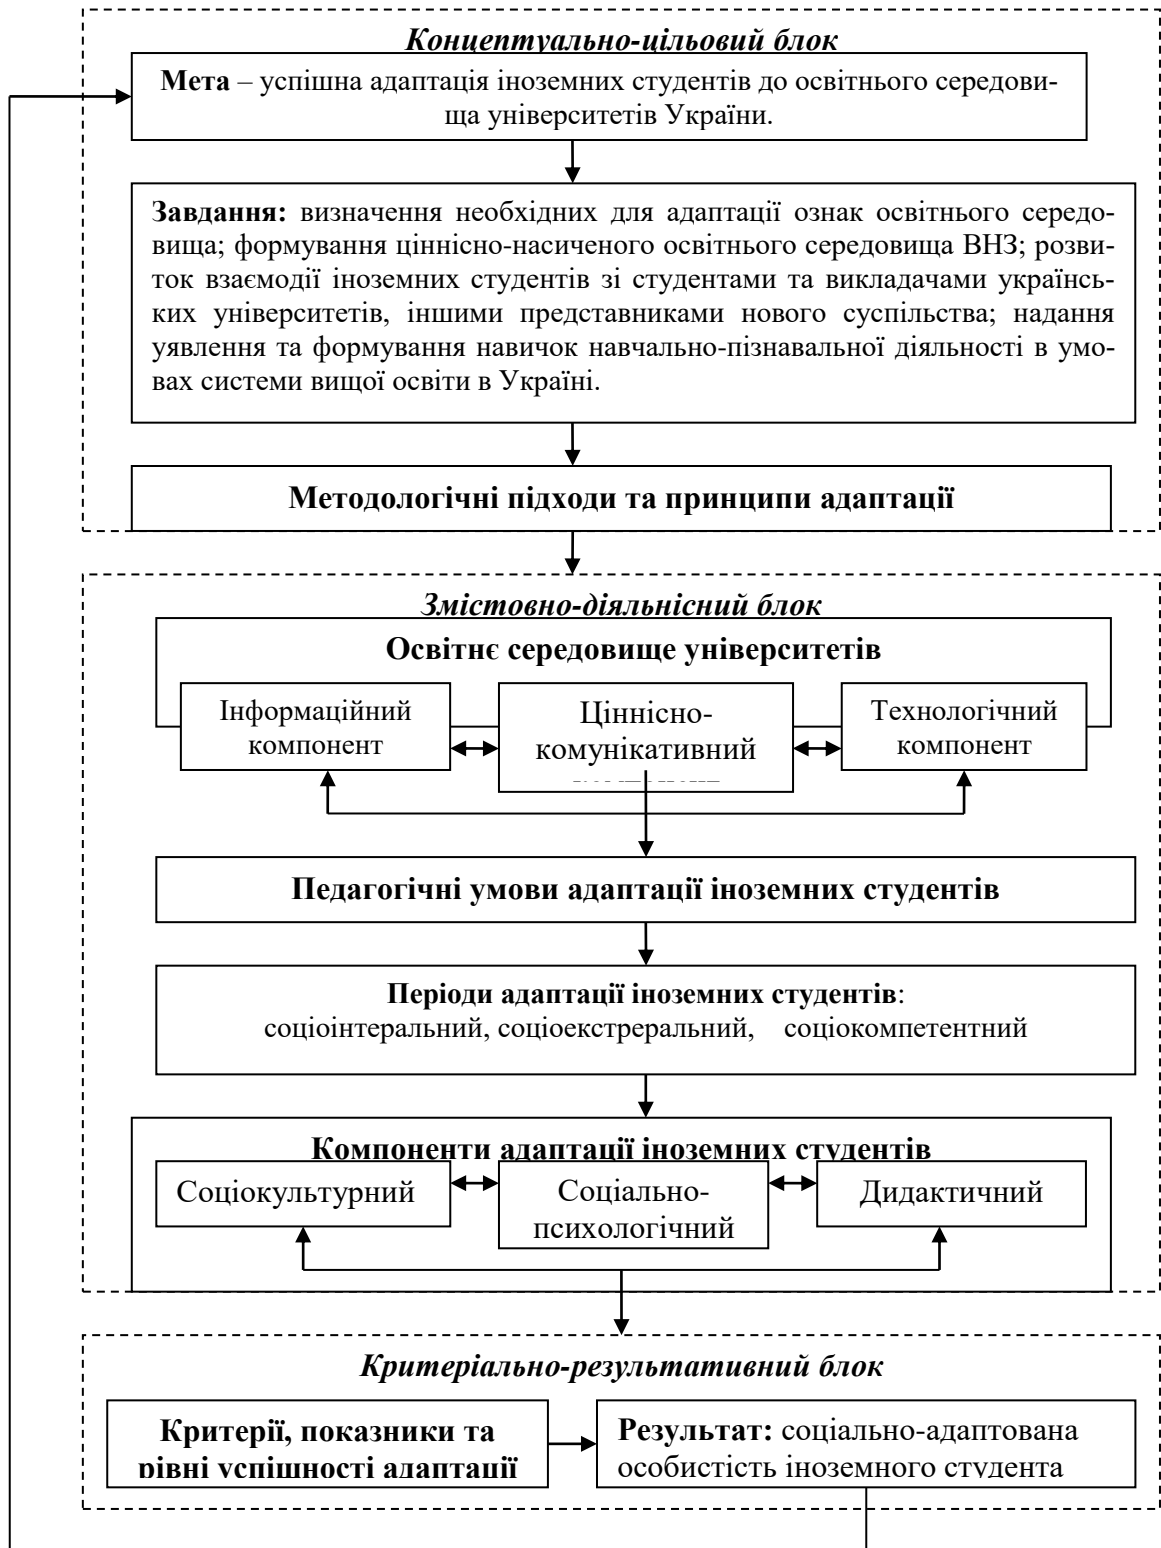 Концептуально-цільовий блок
Мета – успішна адаптація іноземних студентів до освітнього середови-
ща університетів України.
Завдання: визначення необхідних для адаптації ознак освітнього середо-
вища; формування ціннісно-насиченого освітнього середовища ВНЗ; розви-
ток взаємодії іноземних студентів зі студентами та викладачами українсь-
ких університетів, іншими представниками нового суспільства; надання
уявлення та формування навичок навчально-пізнавальної діяльності в умо-
вах системи вищої освіти в Україні.
Методологічні підходи та принципи адаптації
Змістовно-діяльнісний блок
Освітнє середовище університетів
Інформаційний
компонент
Ціннісно-
комунікативний
Технологічний
компонент
Педагогічні умови адаптації іноземних студентів
Періоди адаптації іноземних студентів:
соціоінтеральний, соціоекстреральний, соціокомпетентний
Компоненти адаптації іноземних студентів
Соціокультурний
Соціально-
психологічний
Дидактичний
Критеріально-результативний блок
Критерії, показники та
рівні успішності адаптації
Результат: соціально-адаптована
особистість іноземного студента